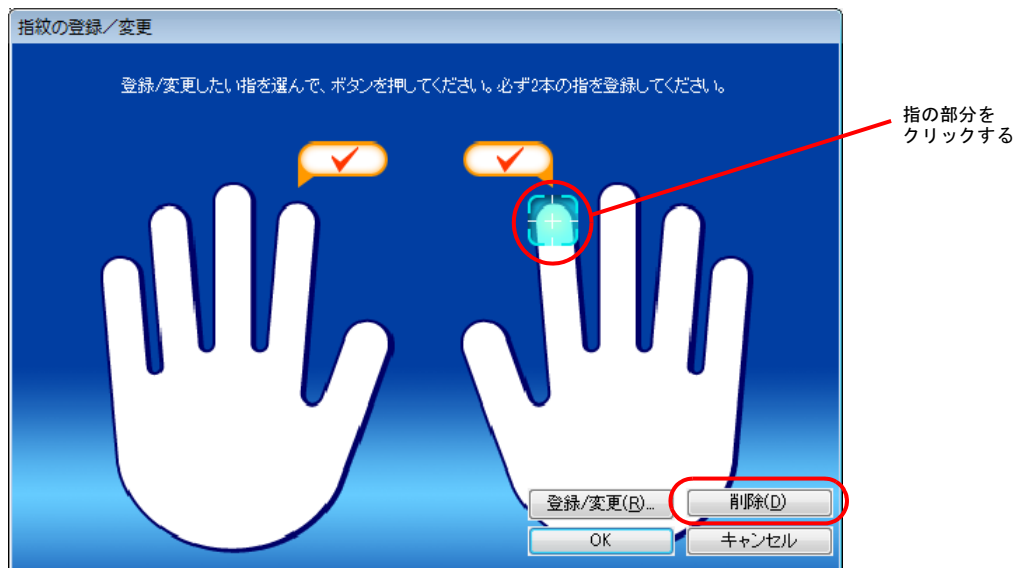 指紋の登録／変更
登録/変更したい指を選んで、ボタンを押してください。必ず2本の指を登録してください。
指の部分を
クリックする
登録/変更(R)...
削除(D)
OK
キャンセル